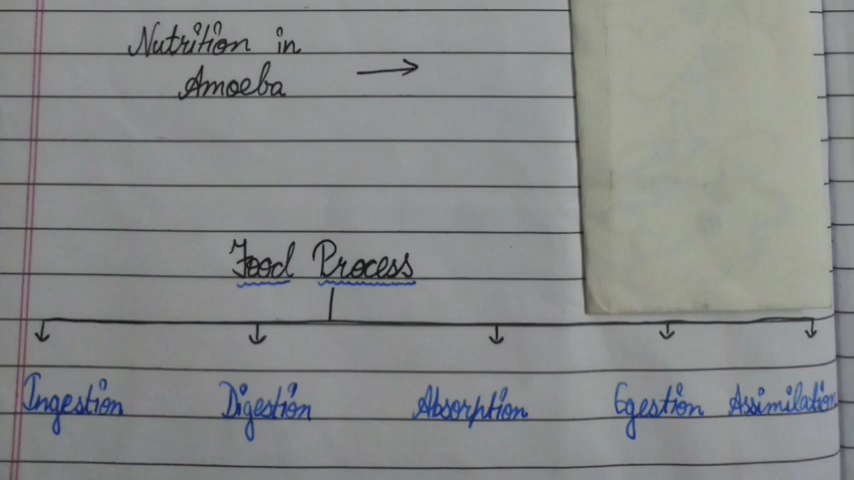 Nutrition in
Amoeba →
Food Process
Ingestion Digestion Absorption Egestion Assimilation